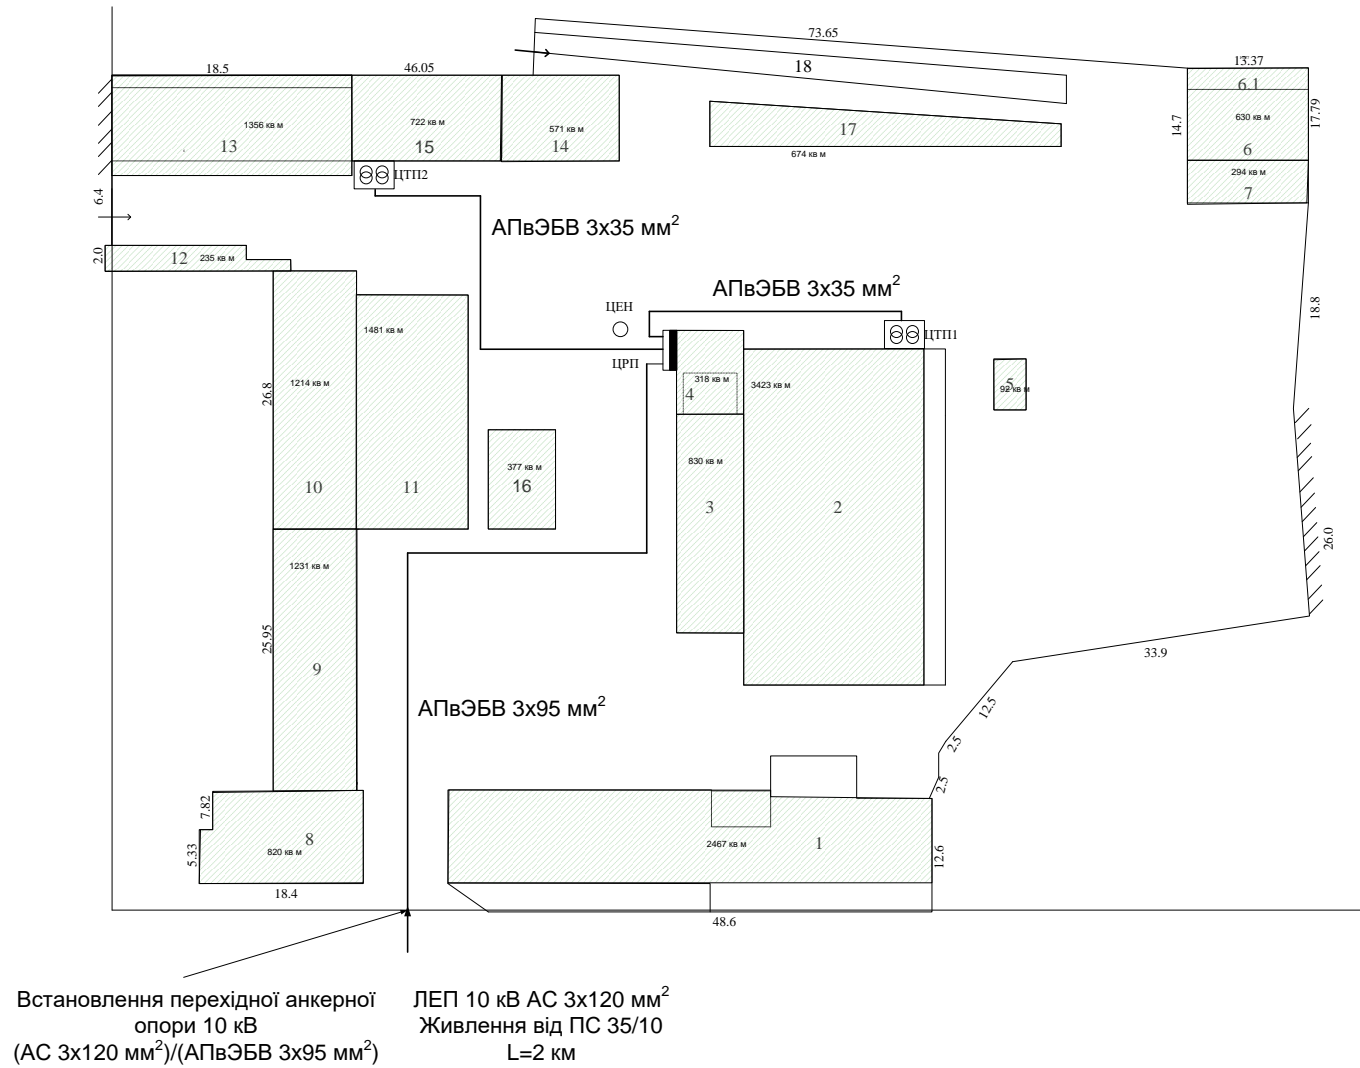 73.65
18
18.5
46.05
13.37
6.1
17.79
14.7
630 кв м
6
294 кв м
7
1356 кв м
13
722 кв м
15
571 кв м
14
17
674 кв м
ЦТП2
6.4
АПвЭБВ 3х35 мм²
2.0
12
235 кв м
АПвЭБВ 3х35 мм²
ЦЕН
18.8
1481 кв м
ЦТП1
ЦРП
1214 кв м
26.8
318 кв м
4
3423 кв м
5
92 кв м
830 кв м
377 кв м
16
10
11
3
2
26.0
1231 кв м
25.95
9
33.9
АПвЭБВ 3х95 мм²
12.5
2.5
2.5
7.82
8
5.33
820 кв м
18.4
2467 кв м
1
12.6
48.6
Встановлення перехідної анкерної
опори 10 кВ
(АС 3х120 мм²)/(АПвЭБВ 3х95 мм²)
ЛЕП 10 кВ АС 3х120 мм²
Живлення від ПС 35/10
L=2 км